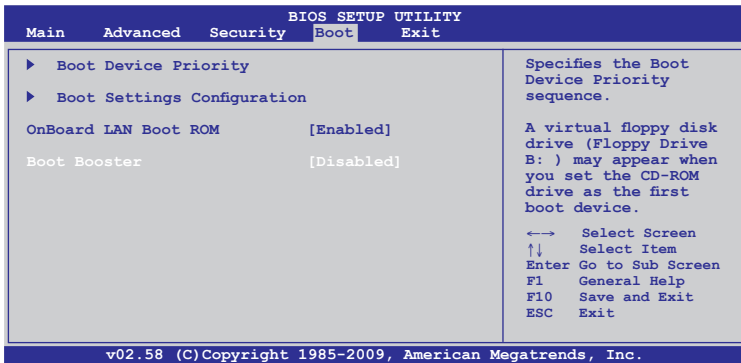 BIOS SETUP UTILITY
Main Advanced Security Boot Exit
Boot Device Priority
Boot Settings Configuration
OnBoard LAN Boot ROM [Enabled]
Boot Booster [Disabled]
Specifies the Boot
Device Priority
sequence.
A virtual floppy disk
drive (Floppy Drive
B: ) may appear when
you set the CD-ROM
drive as the first
boot device.
←→ Select Screen
↑↓ Select Item
Enter Go to Sub Screen
F1 General Help
F10 Save and Exit
ESC Exit
v02.58 (C)Copyright 1985-2009, American Megatrends, Inc.